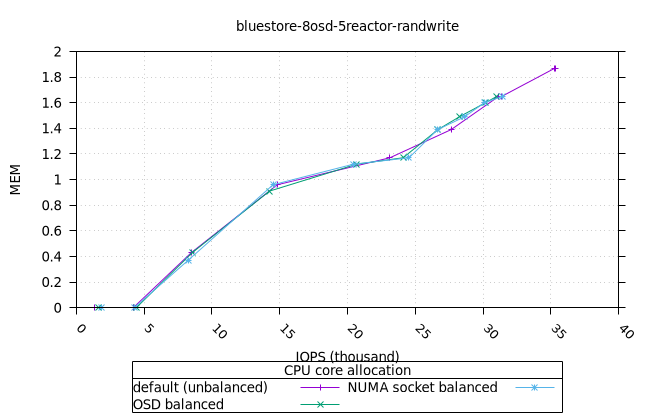 bluestore-8osd-5reactor-randwrite
2
1.8
1.6
1.4
1.2
1
0.8
0.6
0.4
0.2
0
MEM
0 5 10 15 20 25 30 35 40
IOPS (thousand)
CPU core allocation
default (unbalanced) NUMA socket balanced
OSD balanced